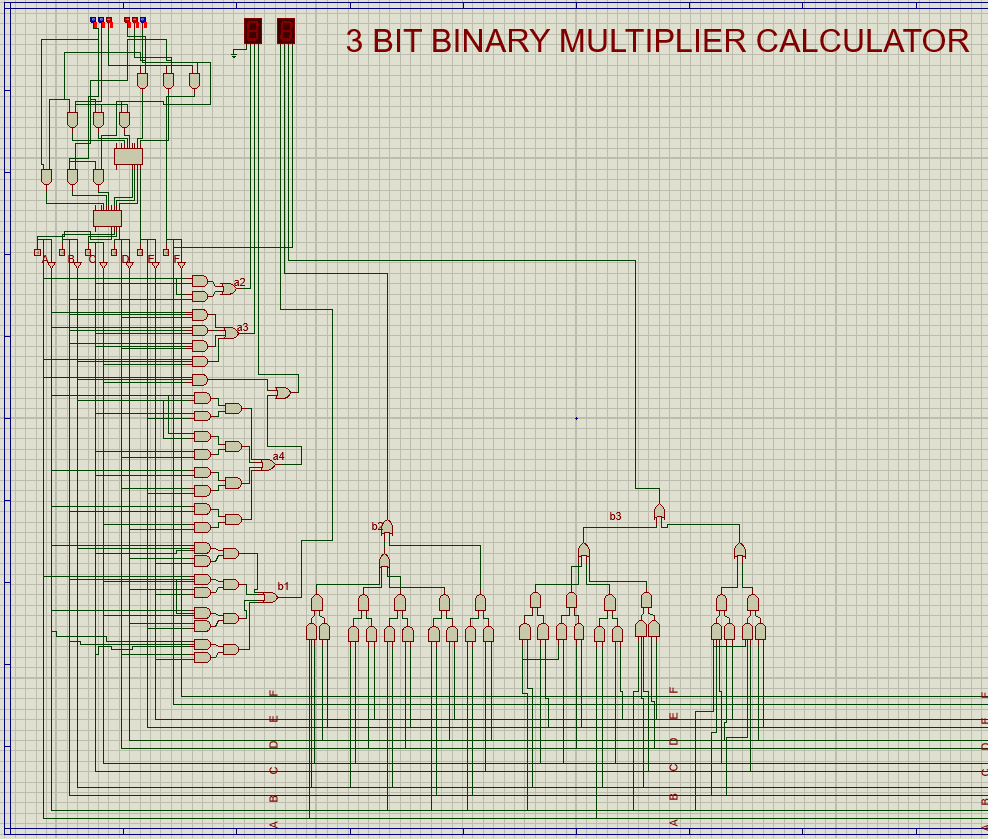 3 BIT BINARY MULTIPLIER CALCULATOR
A B C D E F
a2
a3
a4
b1
b2
b3
F F F
E E E
D D D
C C C
B B B
A A A